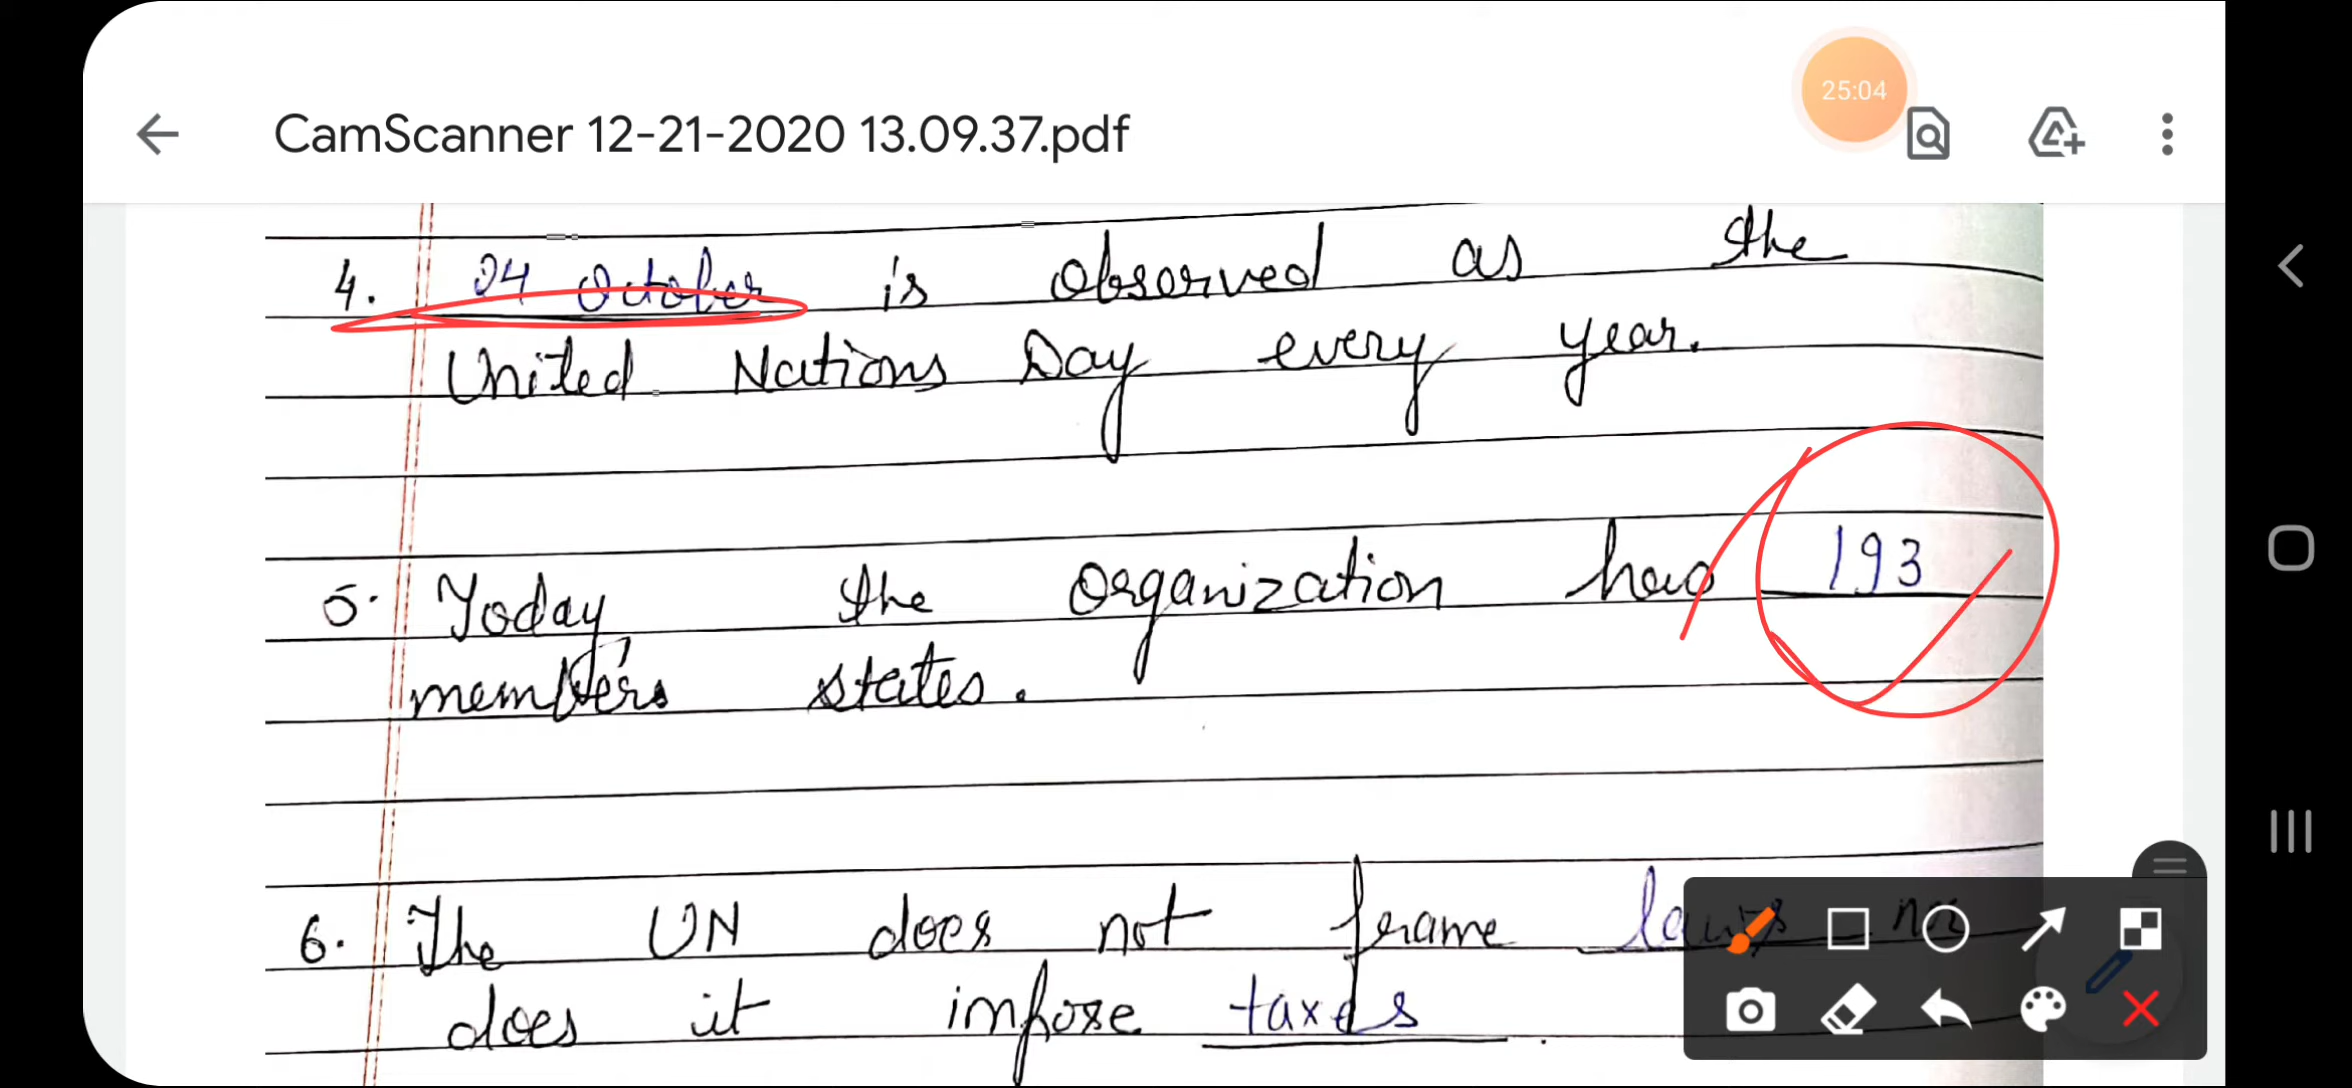 25:04
CamScanner 12-21-2020 13.09.37.pdf
4. 24 October is observed as the
United Nations Day every year.
5. Today, the organization has 193
members states.
6. The UN does not frame laws nor
does it impose taxes.